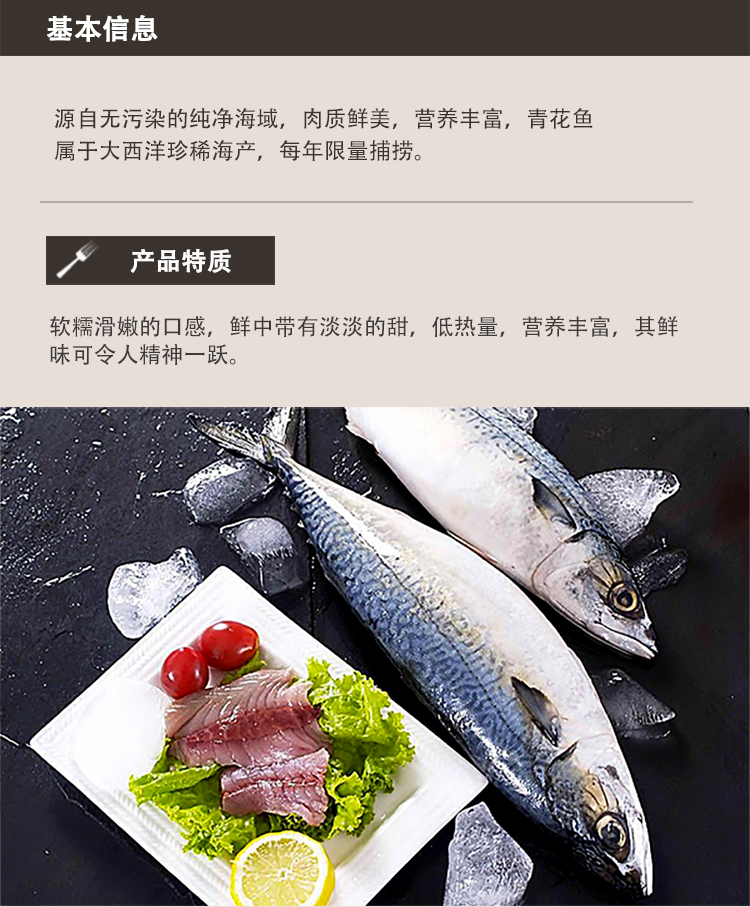 基本信息
源自无污染的纯净海域，肉质鲜美，营养丰富，青花鱼
属于大西洋珍稀海产，每年限量捕捞。
产品特质
软糯滑嫩的口感，鲜中带有淡淡的甜，低热量，营养丰富，其鲜
味可令人精神一跃。